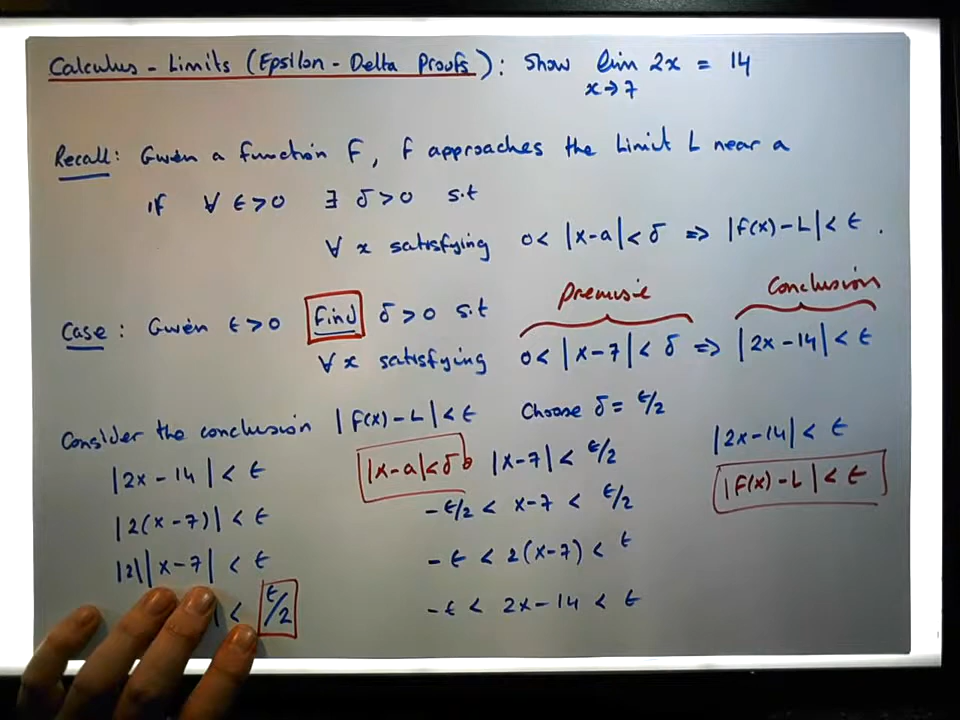 Calculus - Limits (Epsilon - Delta Proofs): Show lim 2x = 14
x→7
Recall: Given a function F, f approaches the Limit L near a
if ∀ ε>0 ∃ δ>0 s.t
∀ x satisfying 0< |x-a|< δ => |f(x)-L|< ε.
Premise Conclusion
Case: Given ε>0 find δ>0 s.t
∀ x satisfying 0< |x-7|< δ => |2x-14|< ε
Consider the conclusion |f(x)-L|< ε
|2x-14|< ε
|2(x-7)|< ε
|2||x-7|< ε
| < ε/2
Choose δ= ε/2
|x-a|<δ |x-7|< ε/2
-ε/2 < x-7 < ε/2
-ε < 2(x-7) < ε
-ε < 2x-14 < ε
|2x-14|< ε
|F(x)-L|< ε